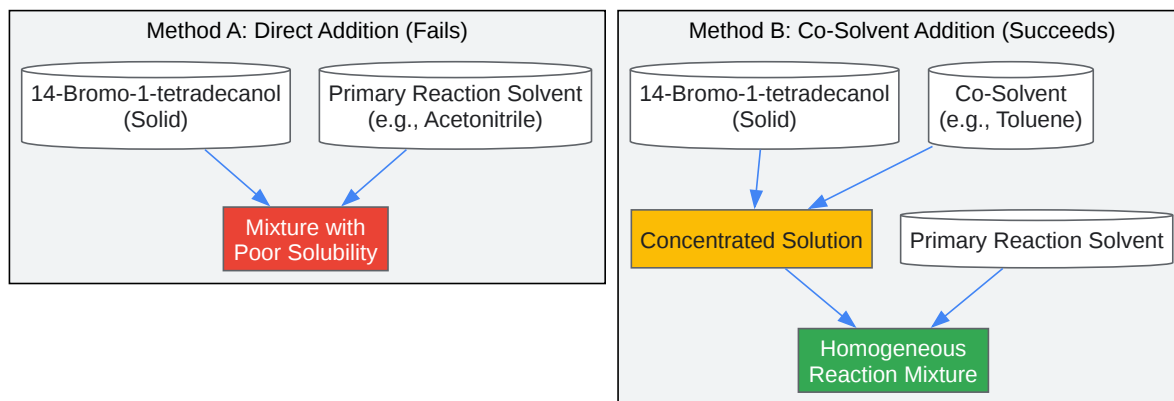 Method A: Direct Addition (Fails)
14-Bromo-1-tetradecanol
(Solid)
Primary Reaction Solvent
(e.g., Acetonitrile)
Mixture with
Poor Solubility
Method B: Co-Solvent Addition (Succeeds)
14-Bromo-1-tetradecanol
(Solid)
Co-Solvent
(e.g., Toluene)
Concentrated Solution
Primary Reaction Solvent
Homogeneous
Reaction Mixture